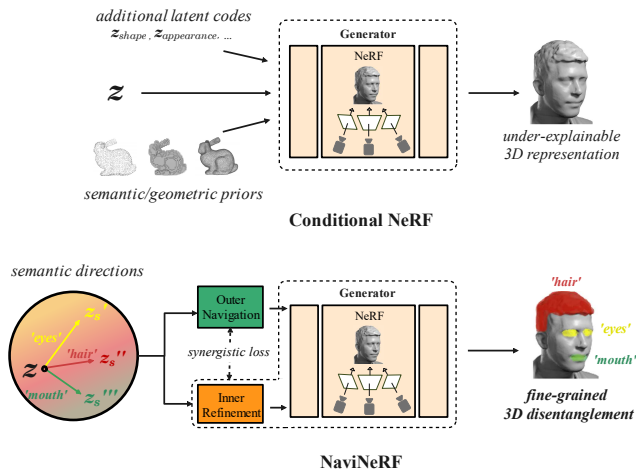 additional latent codes
z_shape, z_appearance, ...
z
semantic/geometric priors
Generator
NeRF
under-explainable
3D representation
Conditional NeRF
semantic directions
z_s'
'eyes'
z
'hair'
z_s''
'mouth'
z_s'''
Outer
Navigation
synergistic loss
Inner
Refinement
Generator
NeRF
'hair'
'eyes'
'mouth'
fine-grained
3D disentanglement
NaviNeRF